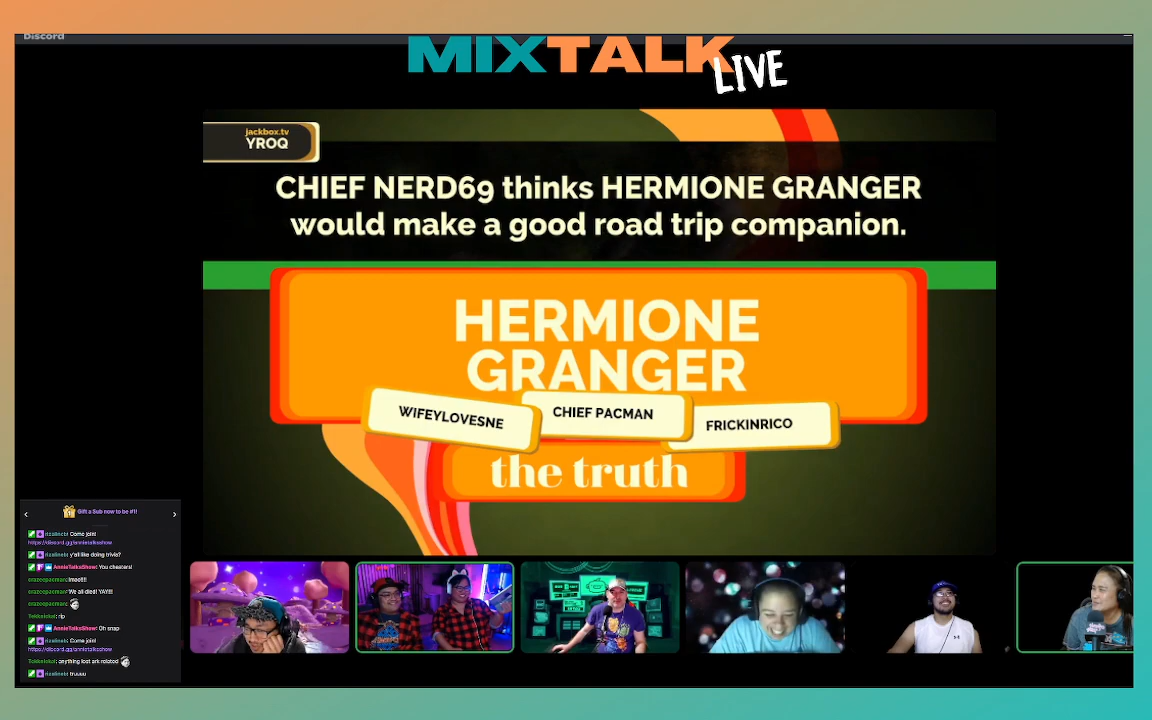 Discord
MIXTALK
LIVE
jackbox.tv
YROQ
CHIEF NERD69 thinks HERMIONE GRANGER
would make a good road trip companion.
HERMIONE
GRANGER
WIFEYLOVESNE
CHIEF PACMAN
FRICKINRICO
the truth
Gift a Sub now to be #1!
Come join!
https://discord.gg/annietalksshow
y'all like doing trivia?
AnnieTalksShow: You cheaters!
We all died! YAY!!!
rip
AnnieTalksShow: Oh snap
Come join!
https://discord.gg/annietalksshow
anything lost ark related
truuuu